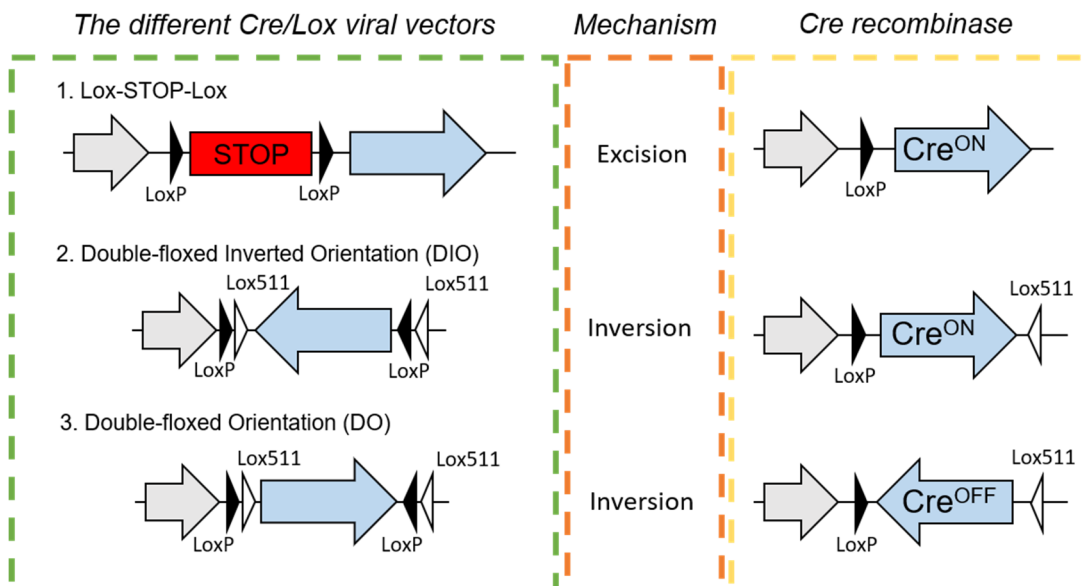 The different Cre/Lox viral vectors
Mechanism
Cre recombinase
1. Lox-STOP-Lox
STOP
LoxP
LoxP
Excision
Cre^ON
LoxP
2. Double-floxed Inverted Orientation (DIO)
Lox511
Lox511
LoxP
LoxP
Inversion
Lox511
Cre^ON
LoxP
3. Double-floxed Orientation (DO)
Lox511
Lox511
LoxP
LoxP
Inversion
Lox511
Cre^OFF
LoxP